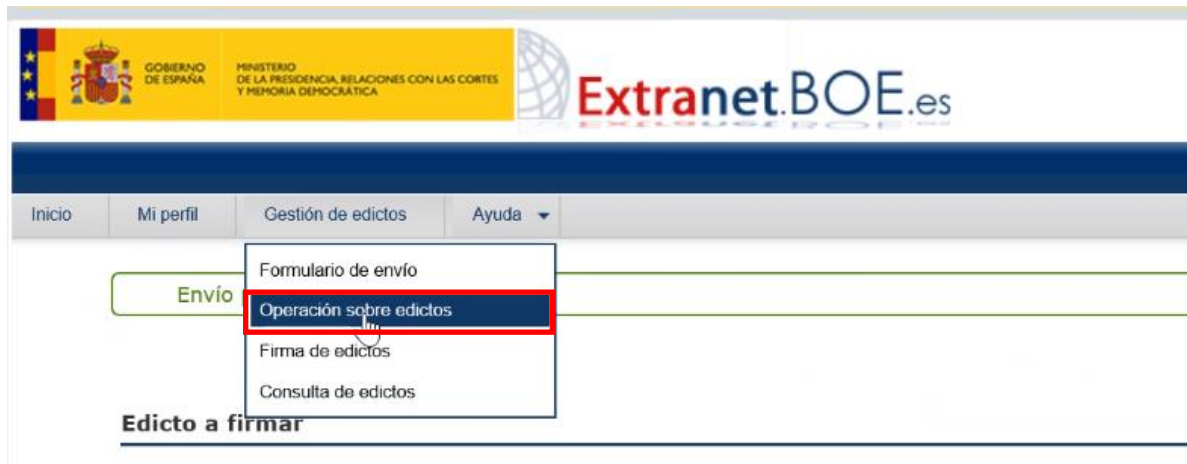 GOBIERNO
DE ESPAÑA
MINISTERIO
DE LA PRESIDENCIA, RELACIONES CON LAS CORTES
Y MEMORIA DEMOCRÁTICA
Extranet.BOE.es
Inicio Mi perfil Gestión de edictos Ayuda
Formulario de envío
Envío
Operación sobre edictos
Firma de edictos
Consulta de edictos
Edicto a firmar